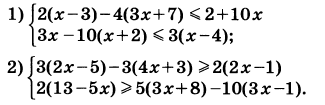 1) {2(x−3)−4(3x+7) ⩽ 2+10x
3x−10(x+2) ⩽ 3(x−4);
2) {3(2x−5)−3(4x+3) ⩾ 2(2x−1)
2(13−5x) ⩾ 5(3x+8)−10(3x−1).